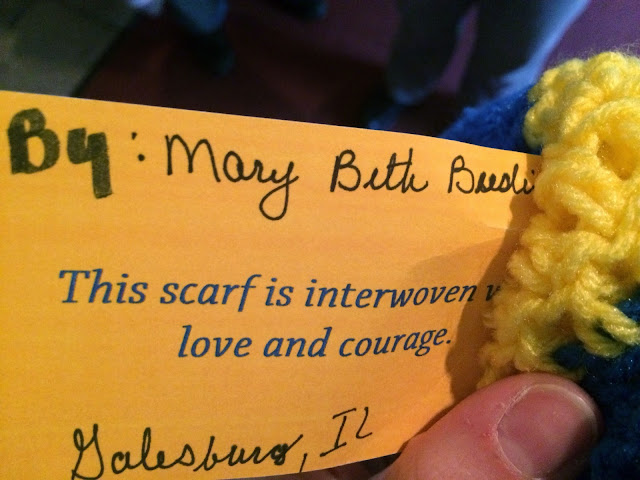 By: Mary Beth
This scarf is interwoven
love and courage.
Galesburg, IL